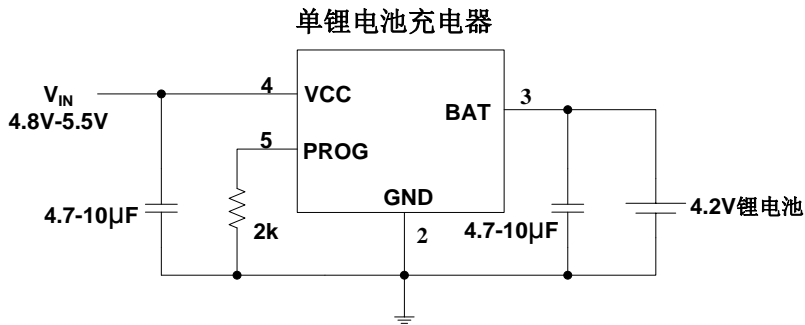 单锂电池充电器
4
3
V_IN
VCC
4.8V-5.5V
BAT
5
PROG
GND
4.7-10μF
2k
2
4.7-10μF
4.2V锂电池